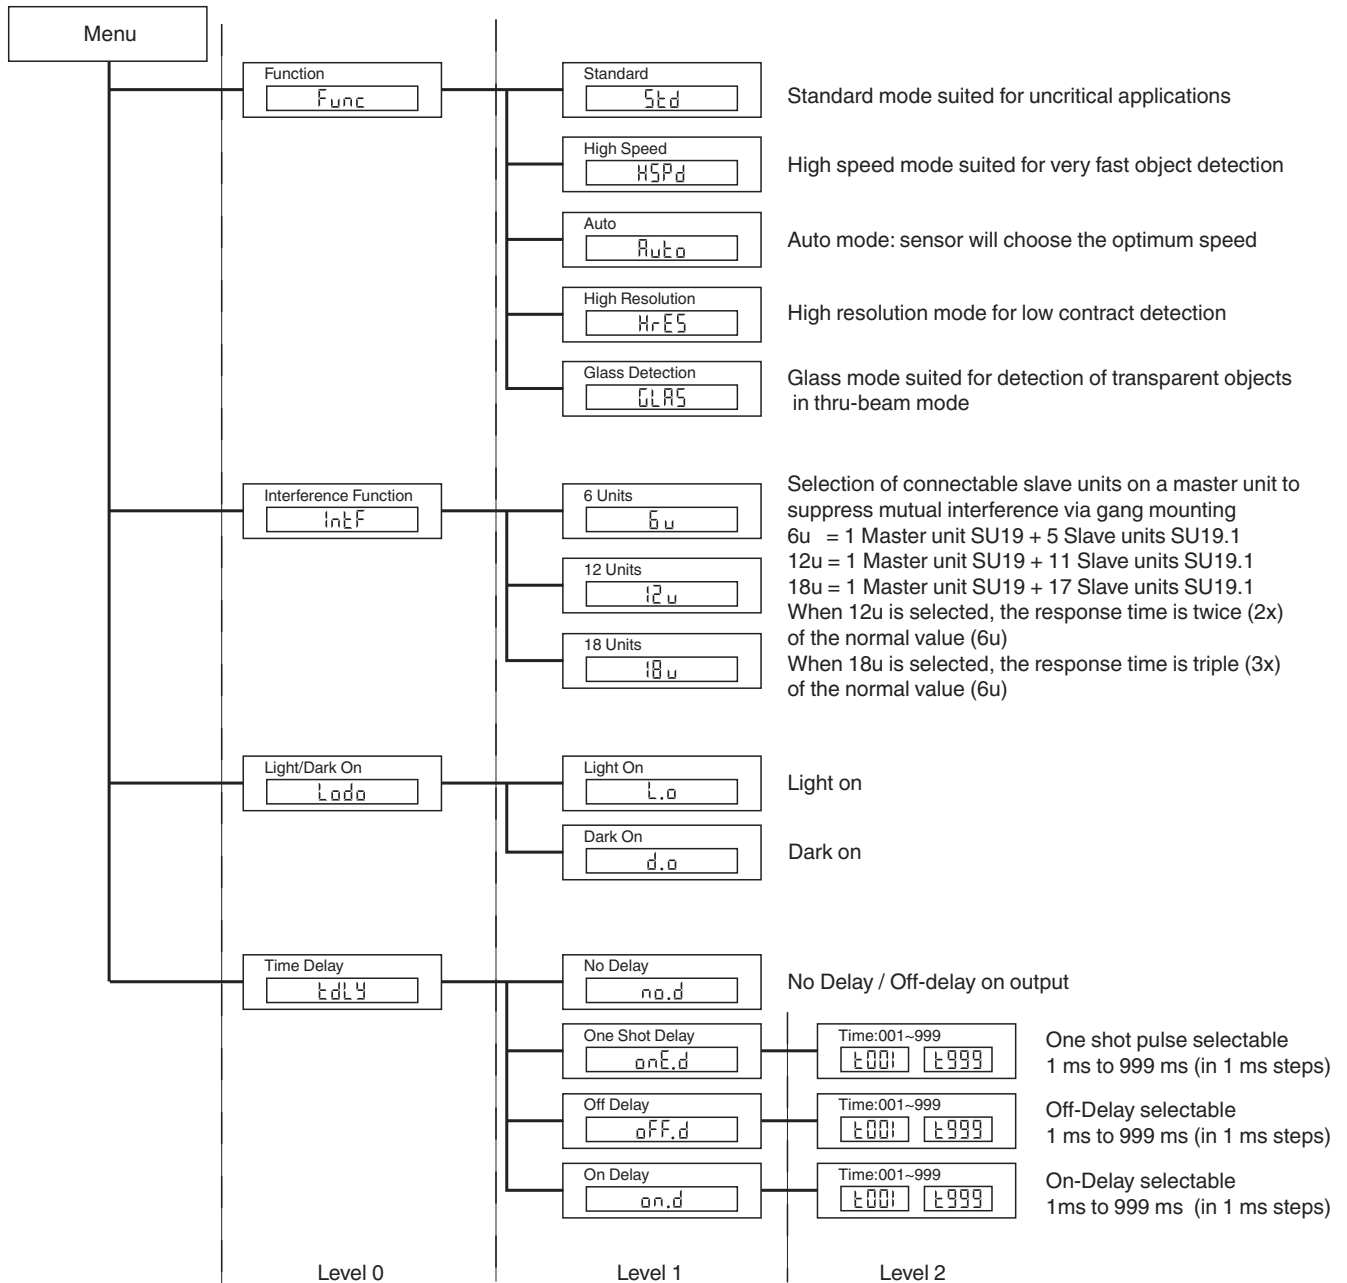 Menu
Function
Func
Standard
Std
Standard mode suited for uncritical applications
High Speed
HSPd
High speed mode suited for very fast object detection
Auto
Auto
Auto mode: sensor will choose the optimum speed
High Resolution
HrES
High resolution mode for low contract detection
Glass Detection
GLAS
Glass mode suited for detection of transparent objects
in thru-beam mode
Interference Function
IntF
6 Units
6u
12 Units
12u
18 Units
18u
Selection of connectable slave units on a master unit to
suppress mutual interference via gang mounting
6u = 1 Master unit SU19 + 5 Slave units SU19.1
12u = 1 Master unit SU19 + 11 Slave units SU19.1
18u = 1 Master unit SU19 + 17 Slave units SU19.1
When 12u is selected, the response time is twice (2x)
of the normal value (6u)
When 18u is selected, the response time is triple (3x)
of the normal value (6u)
Light/Dark On
Lodo
Light On
L.o
Light on
Dark On
d.o
Dark on
Time Delay
tdLY
No Delay
no.d
No Delay / Off-delay on output
One Shot Delay
onE.d
Time:001~999
t001 t999
One shot pulse selectable
1 ms to 999 ms (in 1 ms steps)
Off Delay
oFF.d
Time:001~999
t001 t999
Off-Delay selectable
1 ms to 999 ms (in 1 ms steps)
On Delay
on.d
Time:001~999
t001 t999
On-Delay selectable
1ms to 999 ms (in 1 ms steps)
Level 0 Level 1 Level 2